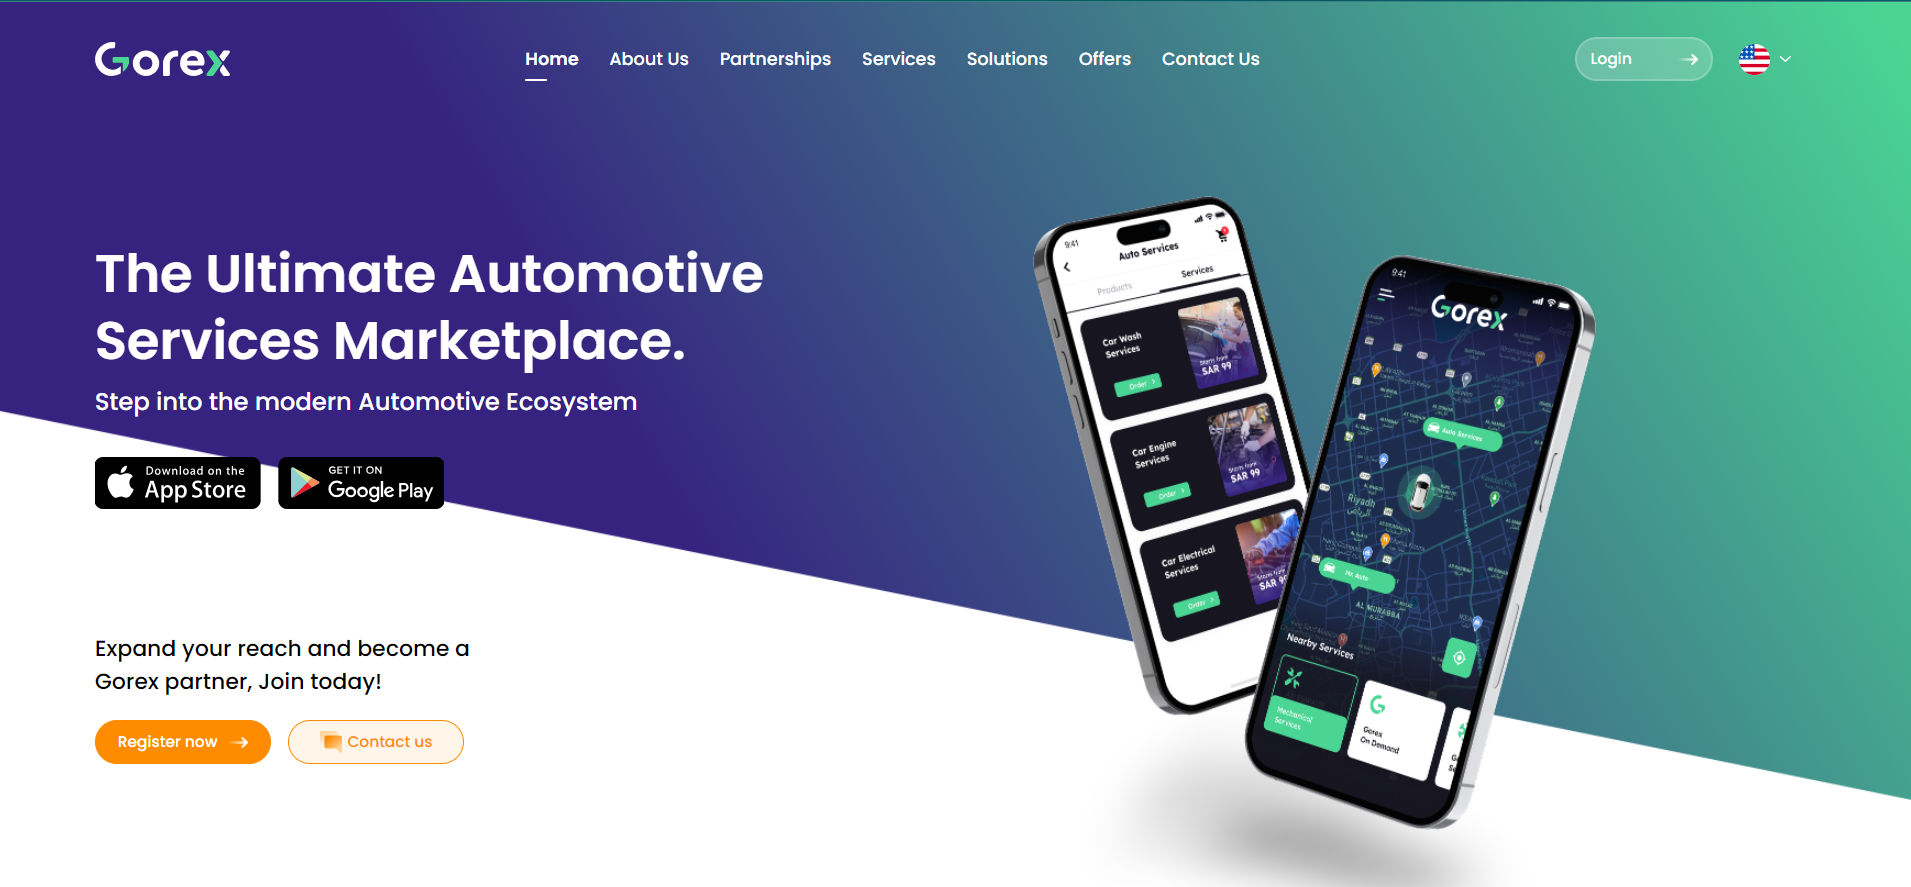 Gorex
Home
About Us
Partnerships
Services
Solutions
Offers
Contact Us
Login
The Ultimate Automotive
Services Marketplace.
Step into the modern Automotive Ecosystem
Download on the
App Store
GET IT ON
Google Play
Expand your reach and become a
Gorex partner, Join today!
Register now
Contact us
9:41
Auto Services
Products
Services
Car Wash
Services
Order
Starts from
SAR 99
Car Engine
Services
Order
Starts from
SAR 99
Car Electrical
Services
Order
Starts from
SAR 99
9:41
Gorex
Auto Services
Riyadh
الرياض
Mr. Auto
AL MURABBA
Nearby Services
Mechanical
Services
Gorex
On Demand